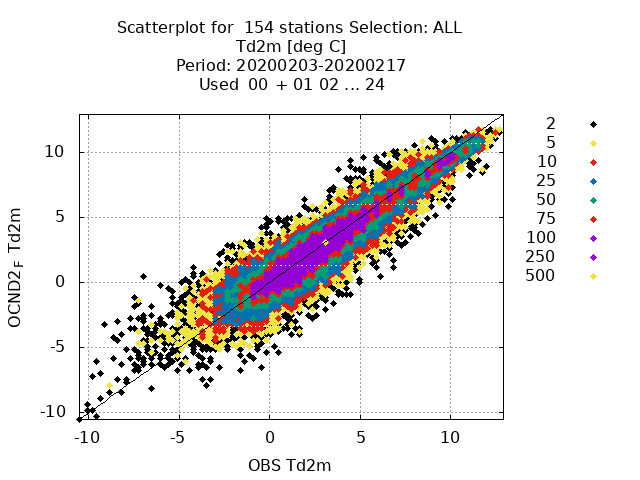 Scatterplot for  154 stations Selection: ALL
Td2m [deg C]
Period: 20200203-20200217
Used  00 + 01 02 ... 24
2
5
10
25
50
75
100
250
500
10
5
0
-5
-10
OCND2_F Td2m
-10 -5 0 5 10
OBS Td2m